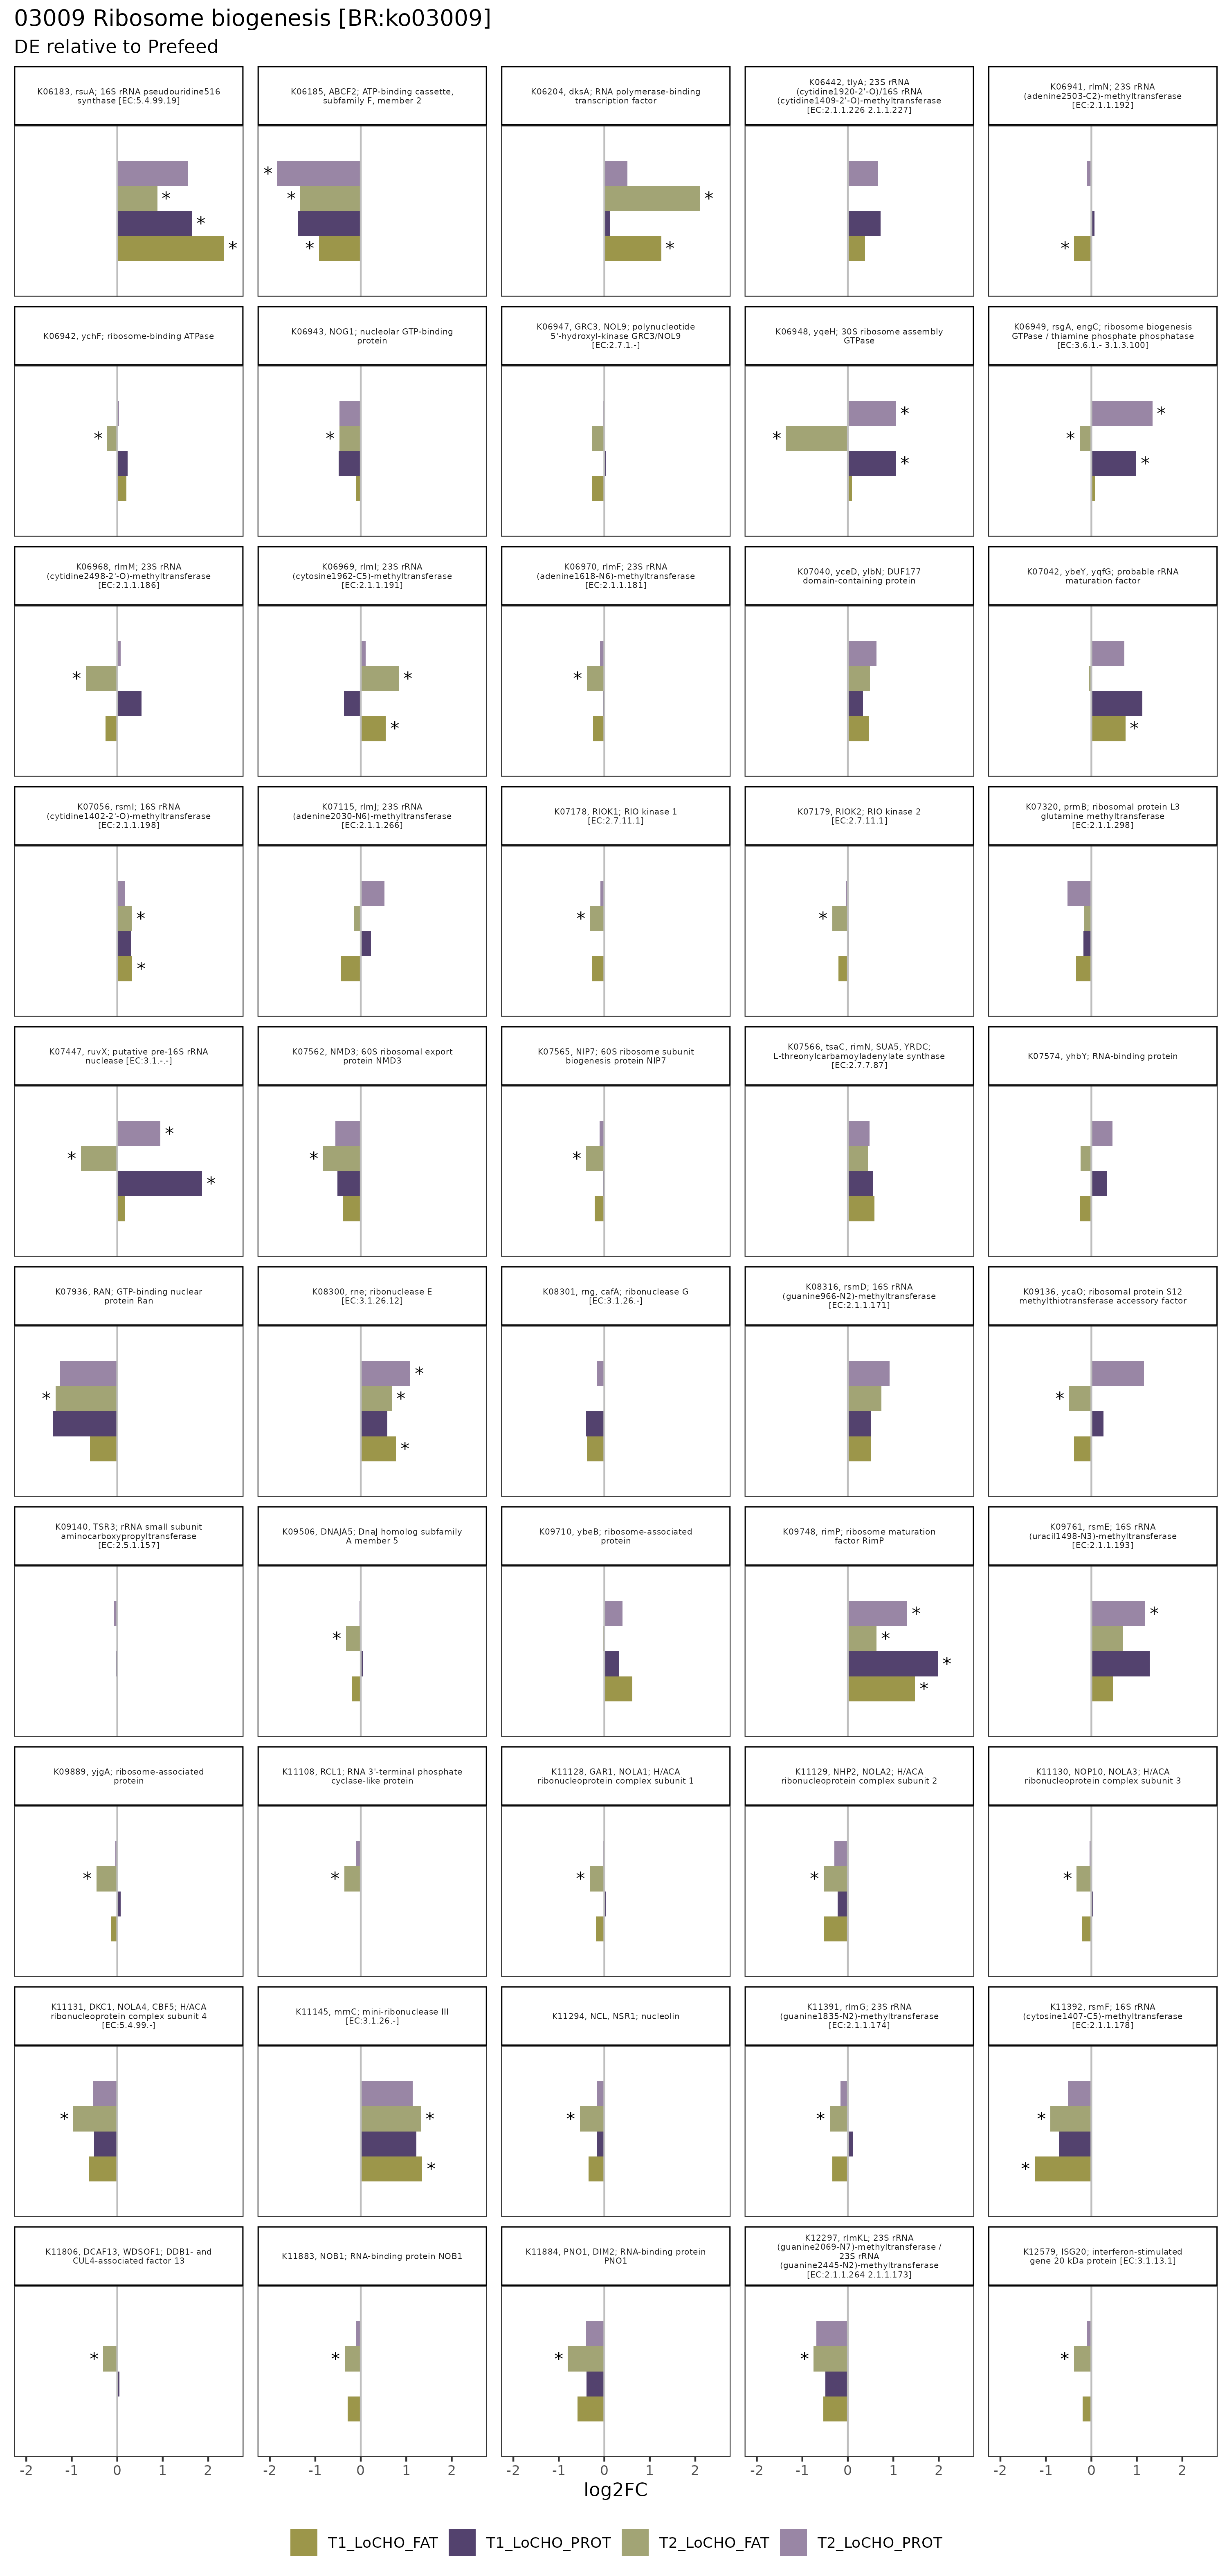 03009 Ribosome biogenesis [BR:ko03009]
DE relative to Prefeed
K06183, rsuA; 16S rRNA pseudouridine516
synthase [EC:5.4.99.19]
K06185, ABCF2; ATP-binding cassette,
subfamily F, member 2
K06204, dksA; RNA polymerase-binding
transcription factor
K06442, tlyA; 23S rRNA
(cytidine1920-2'-O)/16S rRNA
(cytidine1409-2'-O)-methyltransferase
[EC:2.1.1.226 2.1.1.227]
K06941, rlmN; 23S rRNA
(adenine2503-C2)-methyltransferase
[EC:2.1.1.192]
* * * * * * * * *
K06942, ychF; ribosome-binding ATPase
K06943, NOG1; nucleolar GTP-binding
protein
K06947, GRC3, NOL9; polynucleotide
5'-hydroxyl-kinase GRC3/NOL9
[EC:2.7.1.-]
K06948, yqeH; 30S ribosome assembly
GTPase
K06949, rsgA, engC; ribosome biogenesis
GTPase / thiamine phosphate phosphatase
[EC:3.6.1.- 3.1.3.100]
* * * * * * * *
K06968, rlmM; 23S rRNA
(cytidine2498-2'-O)-methyltransferase
[EC:2.1.1.186]
K06969, rlmI; 23S rRNA
(cytosine1962-C5)-methyltransferase
[EC:2.1.1.191]
K06970, rlmF; 23S rRNA
(adenine1618-N6)-methyltransferase
[EC:2.1.1.181]
K07040, yceD, ylbN; DUF177
domain-containing protein
K07042, ybeY, yqfG; probable rRNA
maturation factor
* * * * *
K07056, rsmI; 16S rRNA
(cytidine1402-2'-O)-methyltransferase
[EC:2.1.1.198]
K07115, rlmJ; 23S rRNA
(adenine2030-N6)-methyltransferase
[EC:2.1.1.266]
K07178, RIOK1; RIO kinase 1
[EC:2.7.11.1]
K07179, RIOK2; RIO kinase 2
[EC:2.7.11.1]
K07320, prmB; ribosomal protein L3
glutamine methyltransferase
[EC:2.1.1.298]
* * * *
K07447, ruvX; putative pre-16S rRNA
nuclease [EC:3.1.-.-]
K07562, NMD3; 60S ribosomal export
protein NMD3
K07565, NIP7; 60S ribosome subunit
biogenesis protein NIP7
K07566, tsaC, rimN, SUA5, YRDC;
L-threonylcarbamoyladenylate synthase
[EC:2.7.7.87]
K07574, yhbY; RNA-binding protein
* * * * *
K07936, RAN; GTP-binding nuclear
protein Ran
K08300, rne; ribonuclease E
[EC:3.1.26.12]
K08301, rng, cafA; ribonuclease G
[EC:3.1.26.-]
K08316, rsmD; 16S rRNA
(guanine966-N2)-methyltransferase
[EC:2.1.1.171]
K09136, ycaO; ribosomal protein S12
methylthiotransferase accessory factor
* * * * *
K09140, TSR3; rRNA small subunit
aminocarboxypropyltransferase
[EC:2.5.1.157]
K09506, DNAJA5; DnaJ homolog subfamily
A member 5
K09710, ybeB; ribosome-associated
protein
K09748, rimP; ribosome maturation
factor RimP
K09761, rsmE; 16S rRNA
(uracil1498-N3)-methyltransferase
[EC:2.1.1.193]
* * * * * *
K09889, yjgA; ribosome-associated
protein
K11108, RCL1; RNA 3'-terminal phosphate
cyclase-like protein
K11128, GAR1, NOLA1; H/ACA
ribonucleoprotein complex subunit 1
K11129, NHP2, NOLA2; H/ACA
ribonucleoprotein complex subunit 2
K11130, NOP10, NOLA3; H/ACA
ribonucleoprotein complex subunit 3
* * * * *
K11131, DKC1, NOLA4, CBF5; H/ACA
ribonucleoprotein complex subunit 4
[EC:5.4.99.-]
K11145, mrnC; mini-ribonuclease III
[EC:3.1.26.-]
K11294, NCL, NSR1; nucleolin
K11391, rlmG; 23S rRNA
(guanine1835-N2)-methyltransferase
[EC:2.1.1.174]
K11392, rsmF; 16S rRNA
(cytosine1407-C5)-methyltransferase
[EC:2.1.1.178]
* * * * * * *
K11806, DCAF13, WDSOF1; DDB1- and
CUL4-associated factor 13
K11883, NOB1; RNA-binding protein NOB1
K11884, PNO1, DIM2; RNA-binding protein
PNO1
K12297, rlmKL; 23S rRNA
(guanine2069-N7)-methyltransferase /
23S rRNA
(guanine2445-N2)-methyltransferase
[EC:2.1.1.264 2.1.1.173]
K12579, ISG20; interferon-stimulated
gene 20 kDa protein [EC:3.1.13.1]
* * * * *
-2 -1 0 1 2 -2 -1 0 1 2 -2 -1 0 1 2 -2 -1 0 1 2 -2 -1 0 1 2
log2FC
T1_LoCHO_FAT T1_LoCHO_PROT T2_LoCHO_FAT T2_LoCHO_PROT